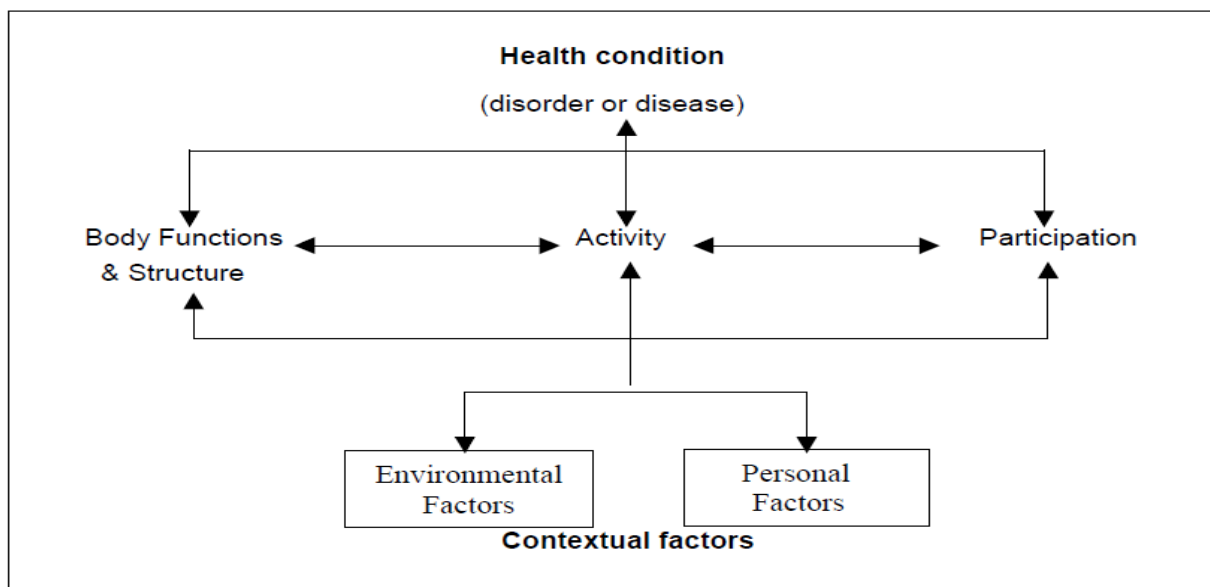 Health condition
(disorder or disease)
Body Functions
& Structure
Activity
Participation
Environmental
Factors
Personal
Factors
Contextual factors